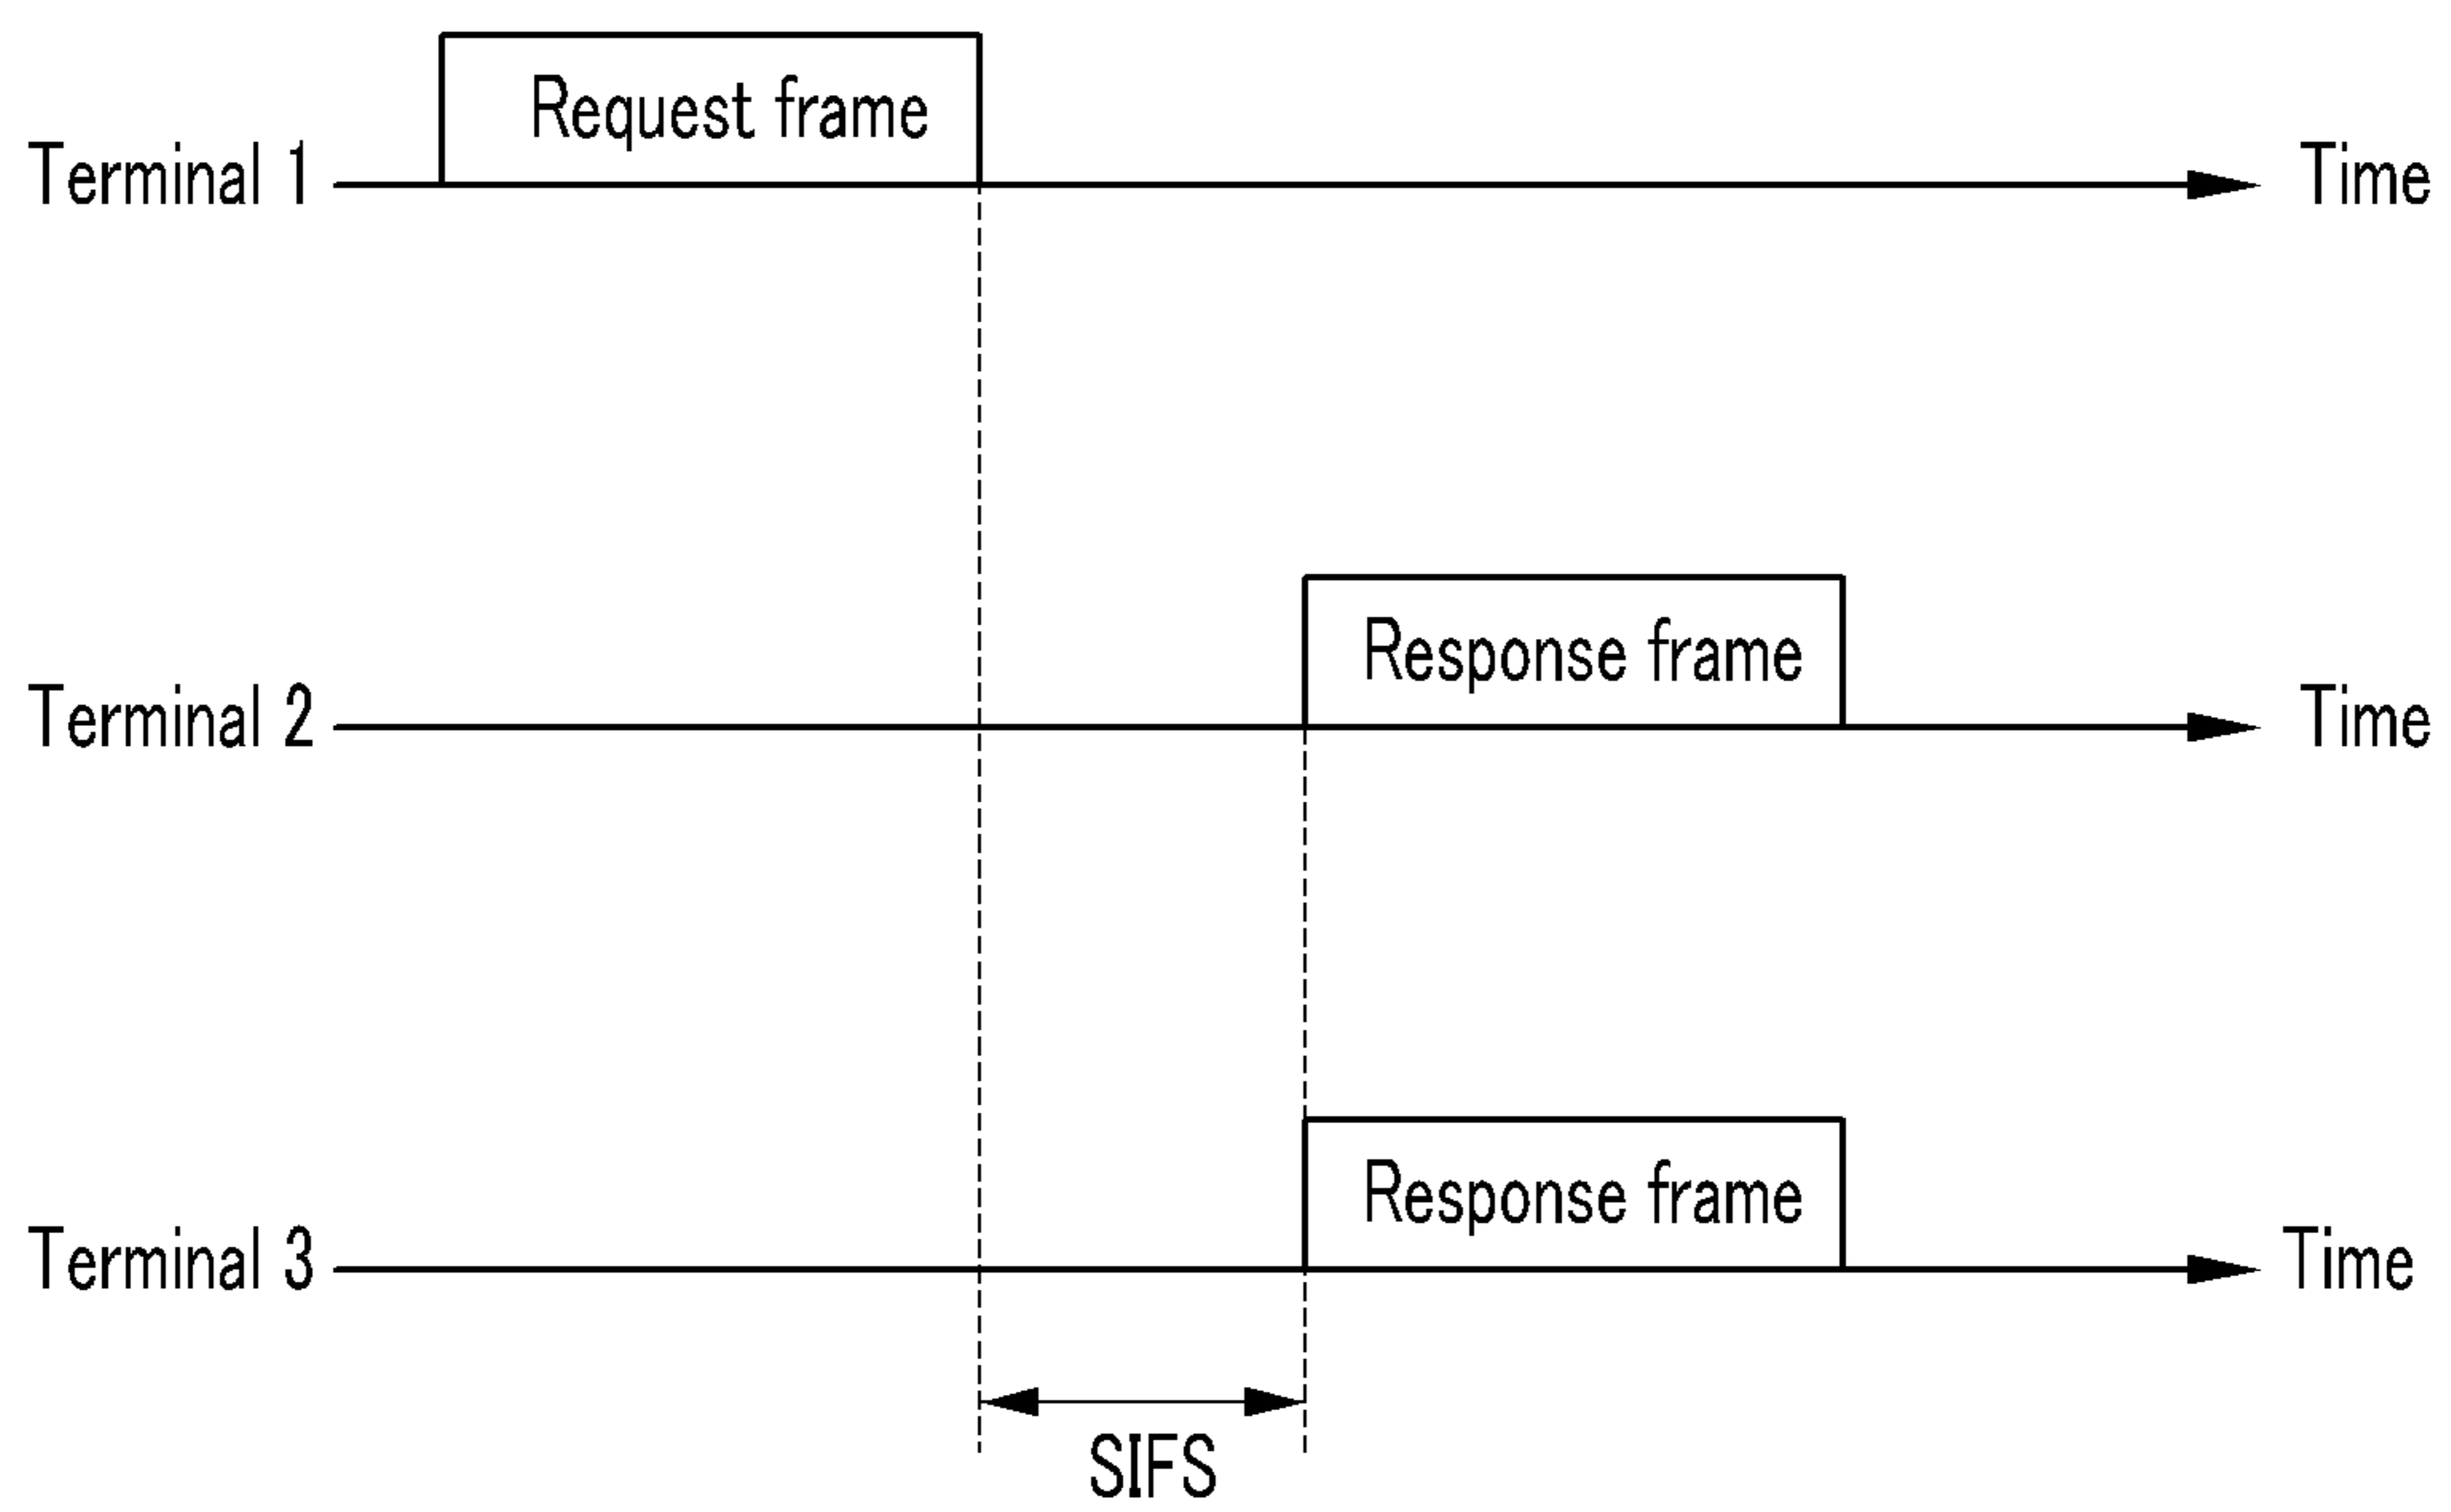 Request frame
Terminal 1
Time
Response frame
Terminal 2
Time
Response frame
Terminal 3
Time
SIFS